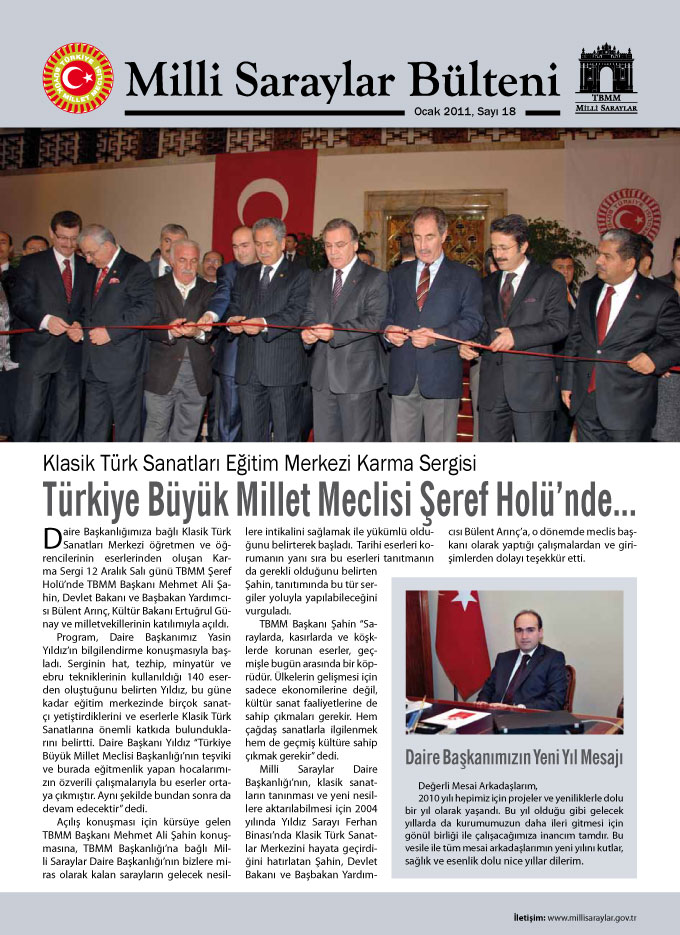 Milli Saraylar Bülteni
Ocak 2011, Sayı 18
TBMM
MİLLİ SARAYLAR
Klasik Türk Sanatları Eğitim Merkezi Karma Sergisi
Türkiye Büyük Millet Meclisi Şeref Holü’nde...
Daire Başkanlığımıza bağlı Klasik Türk
Sanatları Merkezi öğretmen ve öğ-
rencilerinin eserlerinden oluşan Kar-
ma Sergi 12 Aralık Salı günü TBMM Şeref
Holü’nde TBMM Başkanı Mehmet Ali Şa-
hin, Devlet Bakanı ve Başbakan Yardımcı-
sı Bülent Arınç, Kültür Bakanı Ertuğrul Gü-
nay ve milletvekillerinin katılımıyla açıldı.
Program, Daire Başkanımız Yasin
Yıldız’ın bilgilendirme konuşmasıyla baş-
ladı. Serginin hat, tezhip, minyatür ve
ebru tekniklerinin kullanıldığı 140 eser-
den oluştuğunu belirten Yıldız, bu güne
kadar eğitim merkezinde birçok sanat-
çı yetiştirdiklerini ve eserlerle Klasik Türk
Sanatlarına önemli katkıda bulundukla-
rını belirtti. Daire Başkanı Yıldız “Türkiye
Büyük Millet Meclisi Başkanlığı’nın teşviki
ve burada eğitmenlik yapan hocalarımı-
zın özverili çalışmalarıyla bu eserler orta-
ya çıkmıştır. Aynı şekilde bundan sonra da
devam edecektir” dedi.
Açılış konuşması için kürsüye gelen
TBMM Başkanı Mehmet Ali Şahin konuş-
masına, TBMM Başkanlığı’na bağlı Mil-
li Saraylar Daire Başkanlığı’nın bizlere mi-
ras olarak kalan sarayların gelecek nesil-
lere intikalini sağlamak ile yükümlü oldu-
ğunu belirterek başladı. Tarihi eserleri ko-
rumanın yanı sıra bu eserleri tanıtmanın
da gerekli olduğunu belirten
Şahin, tanıtımında bu tür ser-
giler yoluyla yapılabileceğini
vurguladı.
TBMM Başkanı Şahin “Sa-
raylarda, kasırlarda ve köşk-
lerde korunan eserler, geç-
mişle bugün arasında bir köp-
rüdür. Ülkelerin gelişmesi için
sadece ekonomilerine değil,
kültür sanat faaliyetlerine de
sahip çıkmaları gerekir. Hem
çağdaş sanatlarla ilgilenmek
hem de geçmiş kültüre sahip
çıkmak gerekir” dedi.
Milli Saraylar Daire
Başkanlığı’nın, klasik sanat-
ların tanınması ve yeni nesil-
lere aktarılabilmesi için 2004
yılında Yıldız Sarayı Ferhan
Binası’nda Klasik Türk Sanat-
lar Merkezini hayata geçirdi-
ğini hatırlatan Şahin, Devlet
Bakanı ve Başbakan Yardım-
cısı Bülent Arınç’a, o dönemde meclis baş-
kanı olarak yaptığı çalışmalardan ve giri-
şimlerden dolayı teşekkür etti.
Daire Başkanımızın Yeni Yıl Mesajı
Değerli Mesai Arkadaşlarım,
2010 yılı hepimiz için projeler ve yeniliklerle dolu
bir yıl olarak yaşandı. Bu yıl olduğu gibi gelecek
yıllarda da kurumumuzun daha ileri gitmesi için
gönül birliği ile çalışacağımıza inancım tamdır. Bu
vesile ile tüm mesai arkadaşlarımın yeni yılını kutlar,
sağlık ve esenlik dolu nice yıllar dilerim.
İletişim: www.millisaraylar.gov.tr